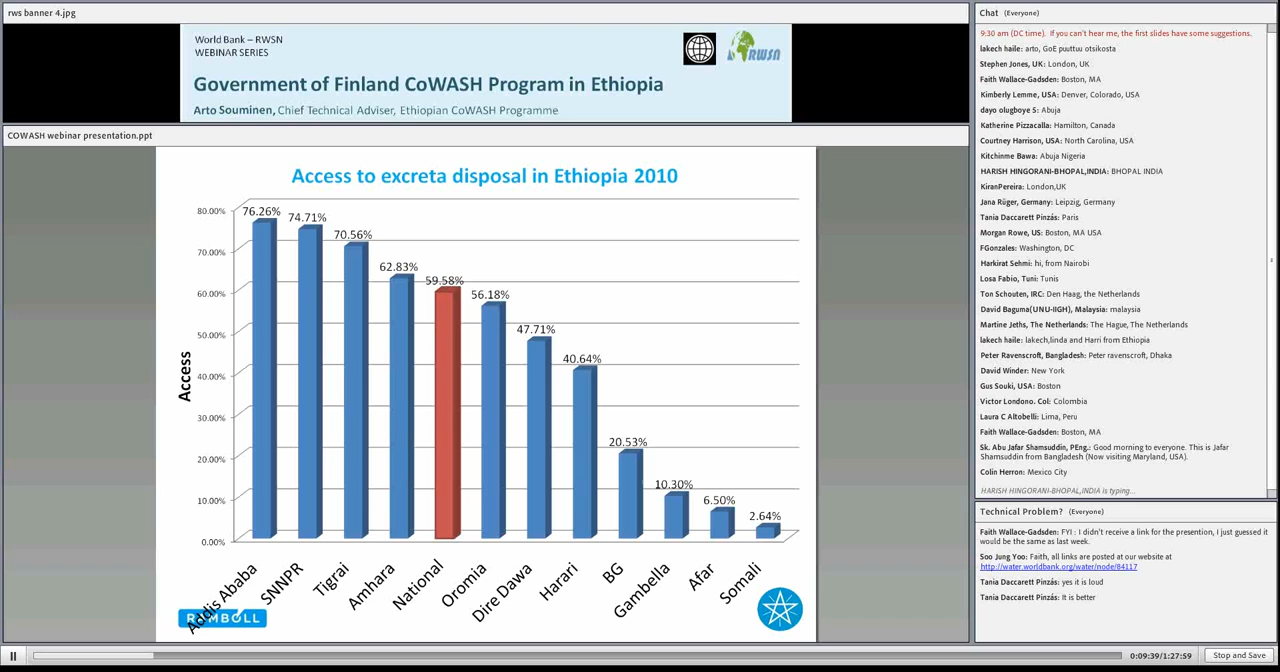 rws banner 4.jpg
World Bank – RWSN
WEBINAR SERIES
RWSN
Government of Finland CoWASH Program in Ethiopia
Arto Souminen, Chief Technical Adviser, Ethiopian CoWASH Programme
COWASH webinar presentation.ppt
Access to excreta disposal in Ethiopia 2010
Access
80.00%
70.00%
60.00%
50.00%
40.00%
30.00%
20.00%
10.00%
0.00%
76.26%
74.71%
70.56%
62.83%
59.58%
56.18%
47.71%
40.64%
20.53%
10.30%
6.50%
2.64%
Addis Ababa
SNNPR
Tigrai
Amhara
National
Oromia
Dire Dawa
Harari
BG
Gambella
Afar
Somali
RAMBOLL
Chat (Everyone)
9:30 am (DC time). If you can't hear me, the first slides have some suggestions.
lakech haile: arto, GoE puuttuu otsikosta
Stephen Jones, UK: London, UK
Faith Wallace-Gadsden: Boston, MA
Kimberly Lemme, USA: Denver, Colorado, USA
dayo olugboye S: Abuja
Katherine Pizzacalla: Hamilton, Canada
Courtney Harrison, USA: North Carolina, USA
Kitchinme Bawa: Abuja Nigeria
HARISH HINGORANI-BHOPAL,INDIA: BHOPAL INDIA
KiranPereira: London,UK
Jana Rüger, Germany: Leipzig, Germany
Tania Daccarett Pinzás: Paris
Morgan Rowe, US: Boston, MA USA
FGonzales: Washington, DC
Harkirat Sehmi: hi, from Nairobi
Losa Fabio, Tuni: Tunis
Ton Schouten, IRC: Den Haag, the Netherlands
David Baguma(UNU-IIGH), Malaysia: malaysia
Martine Jeths, The Netherlands: The Hague, The Netherlands
lakech haile: lakech,linda and Harri from Ethiopia
Peter Ravenscroft, Bangladesh: Peter ravenscroft, Dhaka
David Winder: New York
Gus Souki, USA: Boston
Victor Londono. Col: Colombia
Laura C Altobelli: Lima, Peru
Faith Wallace-Gadsden: Boston, MA
Sk. Abu Jafar Shamsuddin, PEng.: Good morning to everyone. This is Jafar
Shamsuddin from Bangladesh (Now visiting Maryland, USA).
Colin Herron: Mexico City
HARISH HINGORANI-BHOPAL,INDIA is typing...
Technical Problem? (Everyone)
Faith Wallace-Gadsden: FYI : I didn't receive a link for the presention, I just guessed it
would be the same as last week.
Soo Jung Yoo: Faith, all links are posted at our website at
http://water.worldbank.org/water/node/84117
Tania Daccarett Pinzás: yes it is loud
Tania Daccarett Pinzás: It is better
0:09:39/1:27:59
Stop and Save